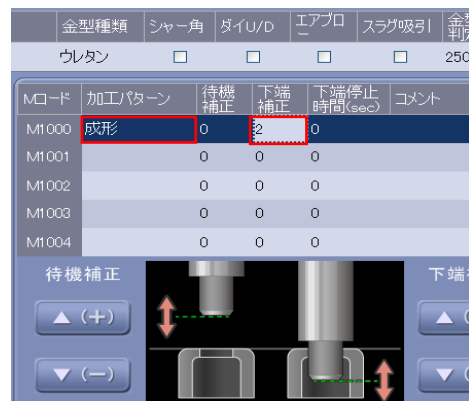 金型種類 シャー角 ダイU/D エアブロー スラグ吸引
ウレタン 250
Mコード 加工パターン 待機補正 下端補正 下端停止時間(sec) コメント
M1000 成形 0 2 0
M1001 0 0 0
M1002 0 0 0
M1003 0 0 0
M1004 0 0 0
待機補正 下端
▲ (+) ▲ (
▼ (—) ▼ (